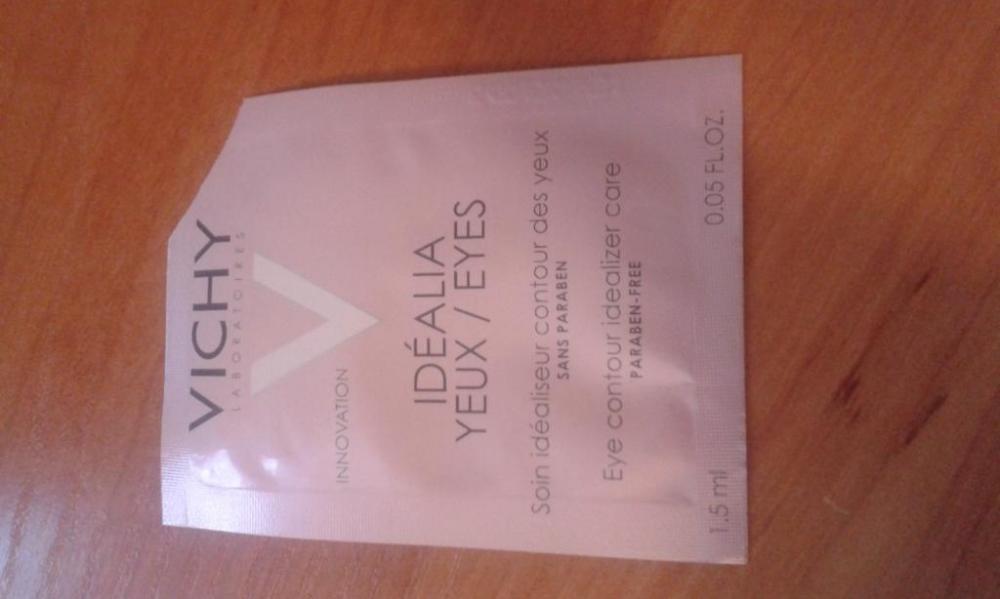 VICHY
LABORATOIRES
INNOVATION
IDÉALIA
YEUX / EYES
Soin idéaliseur contour des yeux
SANS PARABEN
Eye contour idealizer care
PARABEN-FREE
1.5 ml 0.05 FL.OZ.